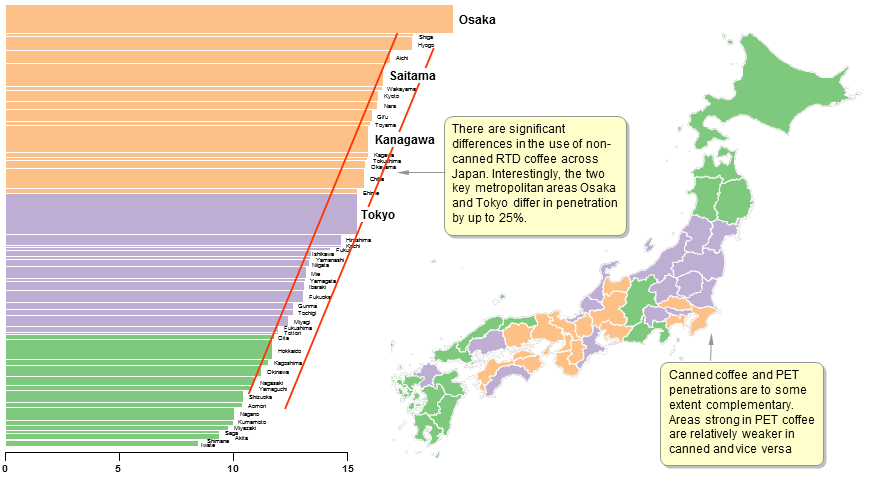 Osaka
Shiga
Hyogo
Aichi
Saitama
Wakayama
Kyoto
Nara
Gifu
Toyama
Kanagawa
Kagawa
Tokushima
Okayama
Chiba
Ehime
Tokyo
Hiroshima
Kochi
Fukui
Ishikawa
Yamanashi
Niigata
Mie
Yamagata
Ibaraki
Fukuoka
Gunma
Tochigi
Miyagi
Fukushima
Tottori
Oita
Hokkaido
Kagoshima
Okinawa
Nagasaki
Yamaguchi
Shizuoka
Aomori
Nagano
Kumamoto
Miyazaki
Saga
Akita
Shimane
Iwate
0 5 10 15
There are significant
differences in the use of non-
canned RTD coffee across
Japan. Interestingly, the two
key metropolitan areas Osaka
and Tokyo differ in penetration
by up to 25%.
Canned coffee and PET
penetrations are to some
extent complementary.
Areas strong in PET coffee
are relatively weaker in
canned and vice versa